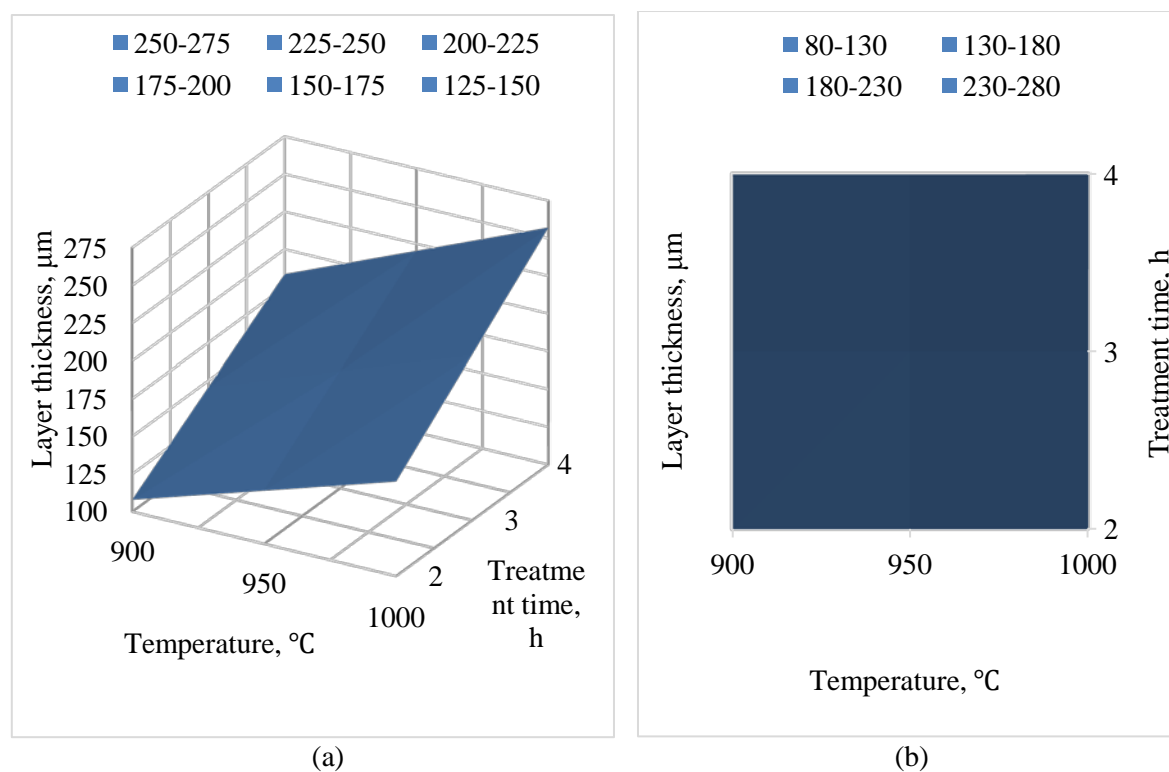 250-275 225-250 200-225
175-200 150-175 125-150
Layer thickness, μm
275
250
225
200
175
150
125
100
900
950
1000
Temperature, °C
2
3
4
Treatme
nt time,
h
(a)
80-130 130-180
180-230 230-280
Layer thickness, μm
4
3
2
Treatment time, h
900 950 1000
Temperature, °C
(b)